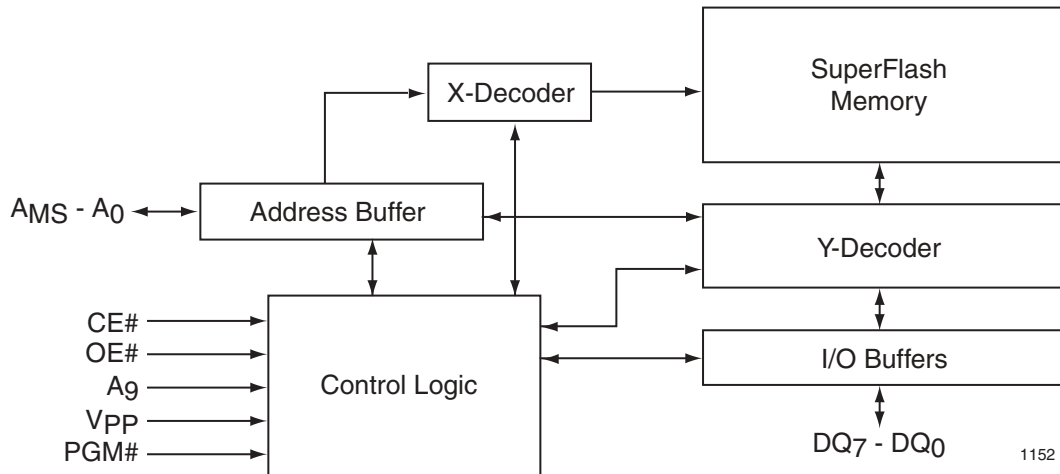 SuperFlash
Memory
X-Decoder
AMS - A0
Address Buffer
Y-Decoder
CE#
OE#
A9
VPP
PGM#
Control Logic
I/O Buffers
DQ7 - DQ0
1152